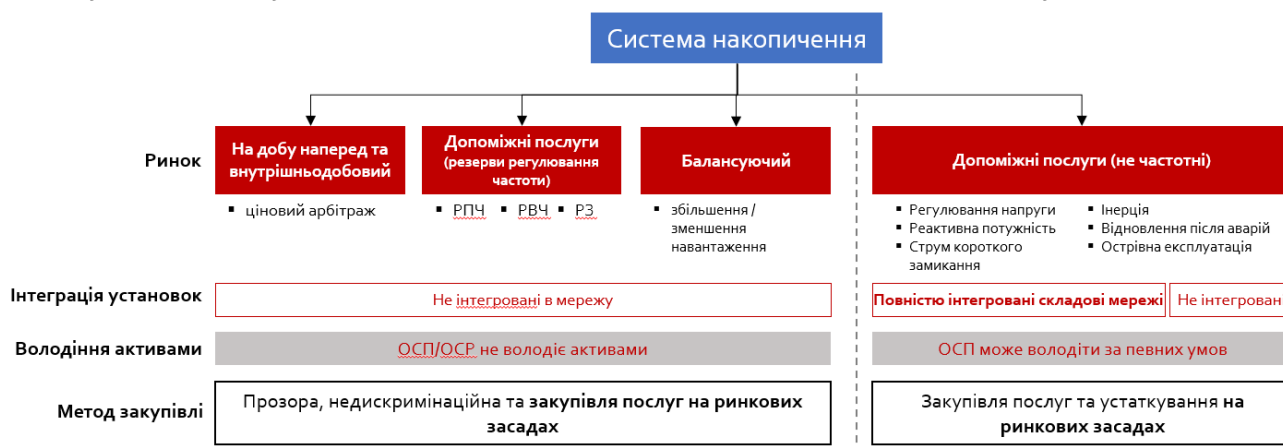 Система накопичення
Ринок
На добу наперед та
внутрішньодобовий
Допоміжні послуги
(резерви регулювання
частоти)
Балансуючий
Допоміжні послуги (не частотні)
▪ ціновий арбітраж
▪ РПЧ ▪ РВЧ ▪ РЗ
▪ збільшення /
зменшення
навантаження
▪ Регулювання напруги
▪ Реактивна потужність
▪ Струм короткого
замикання
▪ Інерція
▪ Відновлення після аварій
▪ Острівна експлуатація
Інтеграція установок
Не інтегровані в мережу
Повністю інтегровані складові мережі
Не інтегрован
Володіння активами
ОСП/ОСР не володіє активами
ОСП може володіти за певних умов
Метод закупівлі
Прозора, недискримінаційна та закупівля послуг на ринкових
засадах
Закупівля послуг та устаткування на
ринкових засадах